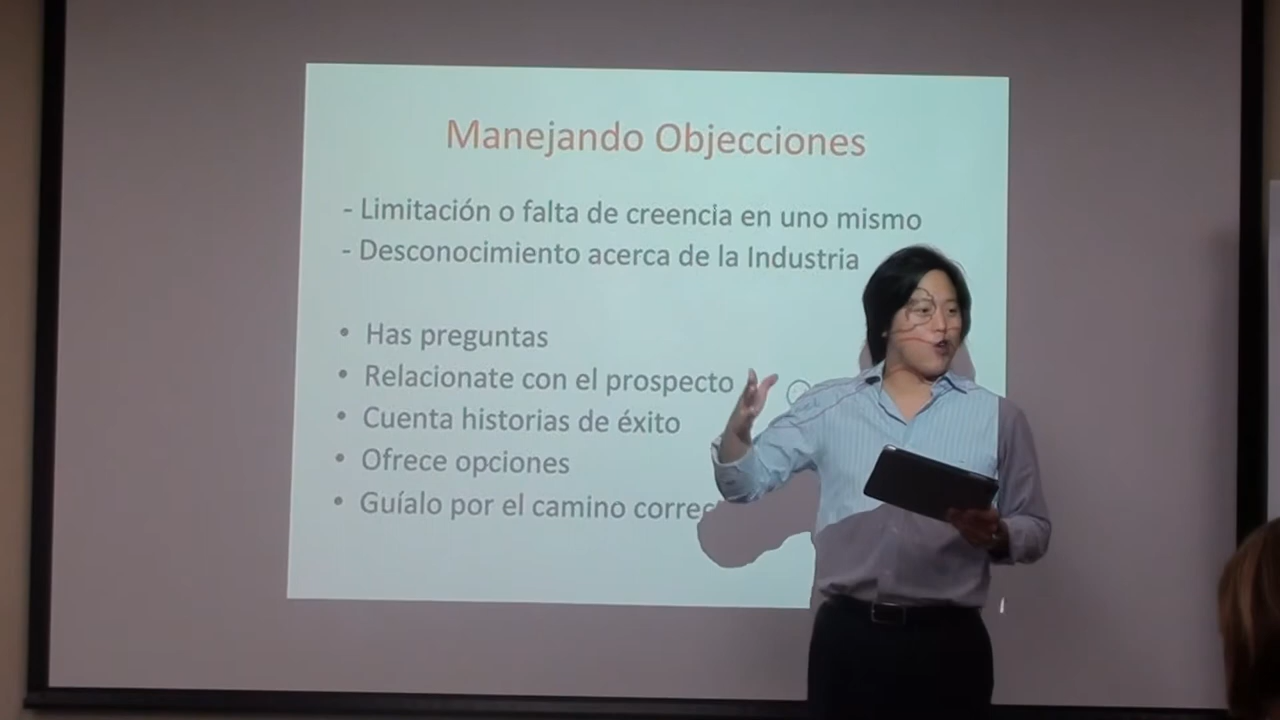 Manejando Objecciones
- Limitación o falta de creencia en uno mismo
- Desconocimiento acerca de la Industria
• Has preguntas
• Relacionate con el prospecto
• Cuenta historias de éxito
• Ofrece opciones
• Guíalo por el camino